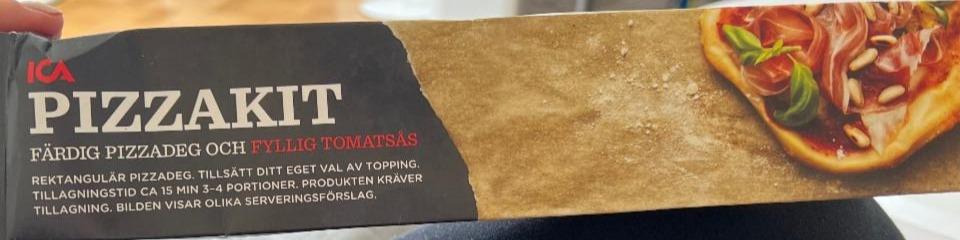 ICA
PIZZAKIT
FÄRDIG PIZZADEG OCH FYLLIG TOMATSÅS
REKTANGULÄR PIZZADEG. TILLSÄTT DITT EGET VAL AV TOPPING.
TILLAGNINGSTID CA 15 MIN 3-4 PORTIONER. PRODUKTEN KRÄVER
TILLAGNING. BILDEN VISAR OLIKA SERVERINGSFÖRSLAG.